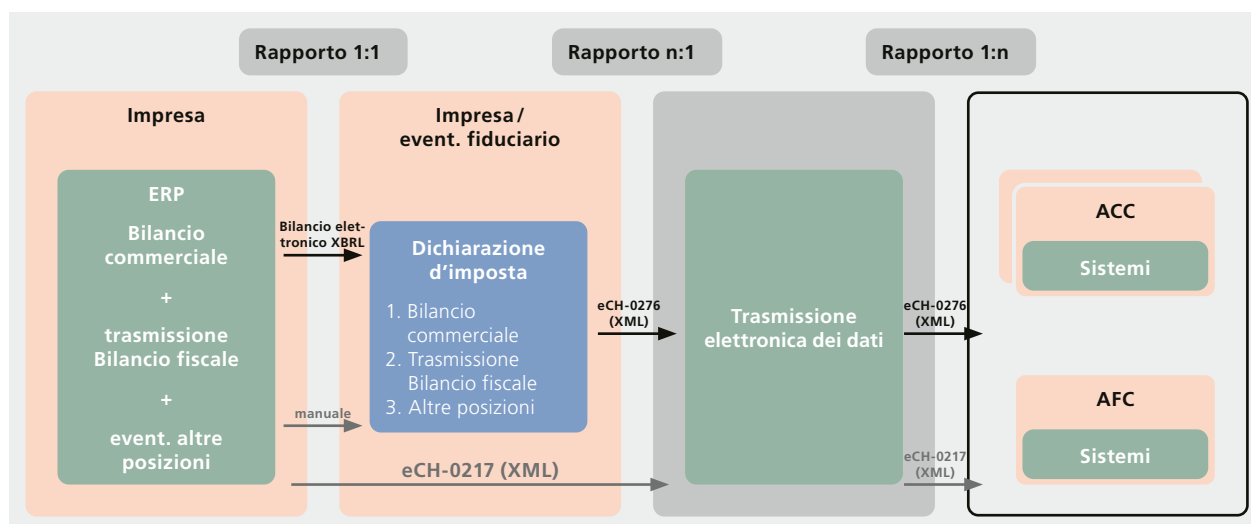 Rapporto 1:1
Rapporto n:1
Rapporto 1:n
Impresa
ERP
Bilancio
commerciale
+
trasmissione
Bilancio fiscale
+
event. altre
posizioni
Bilancio elet-
tronico XBRL
manuale
eCH-0217 (XML)
Impresa/
event. fiduciario
Dichiarazione
d’imposta
1. Bilancio
commerciale
2. Trasmissione
Bilancio fiscale
3. Altre posizioni
eCH-0276
(XML)
Trasmissione
elettronica dei dati
eCH-0276
(XML)
eCH-0217
(XML)
ACC
Sistemi
AFC
Sistemi